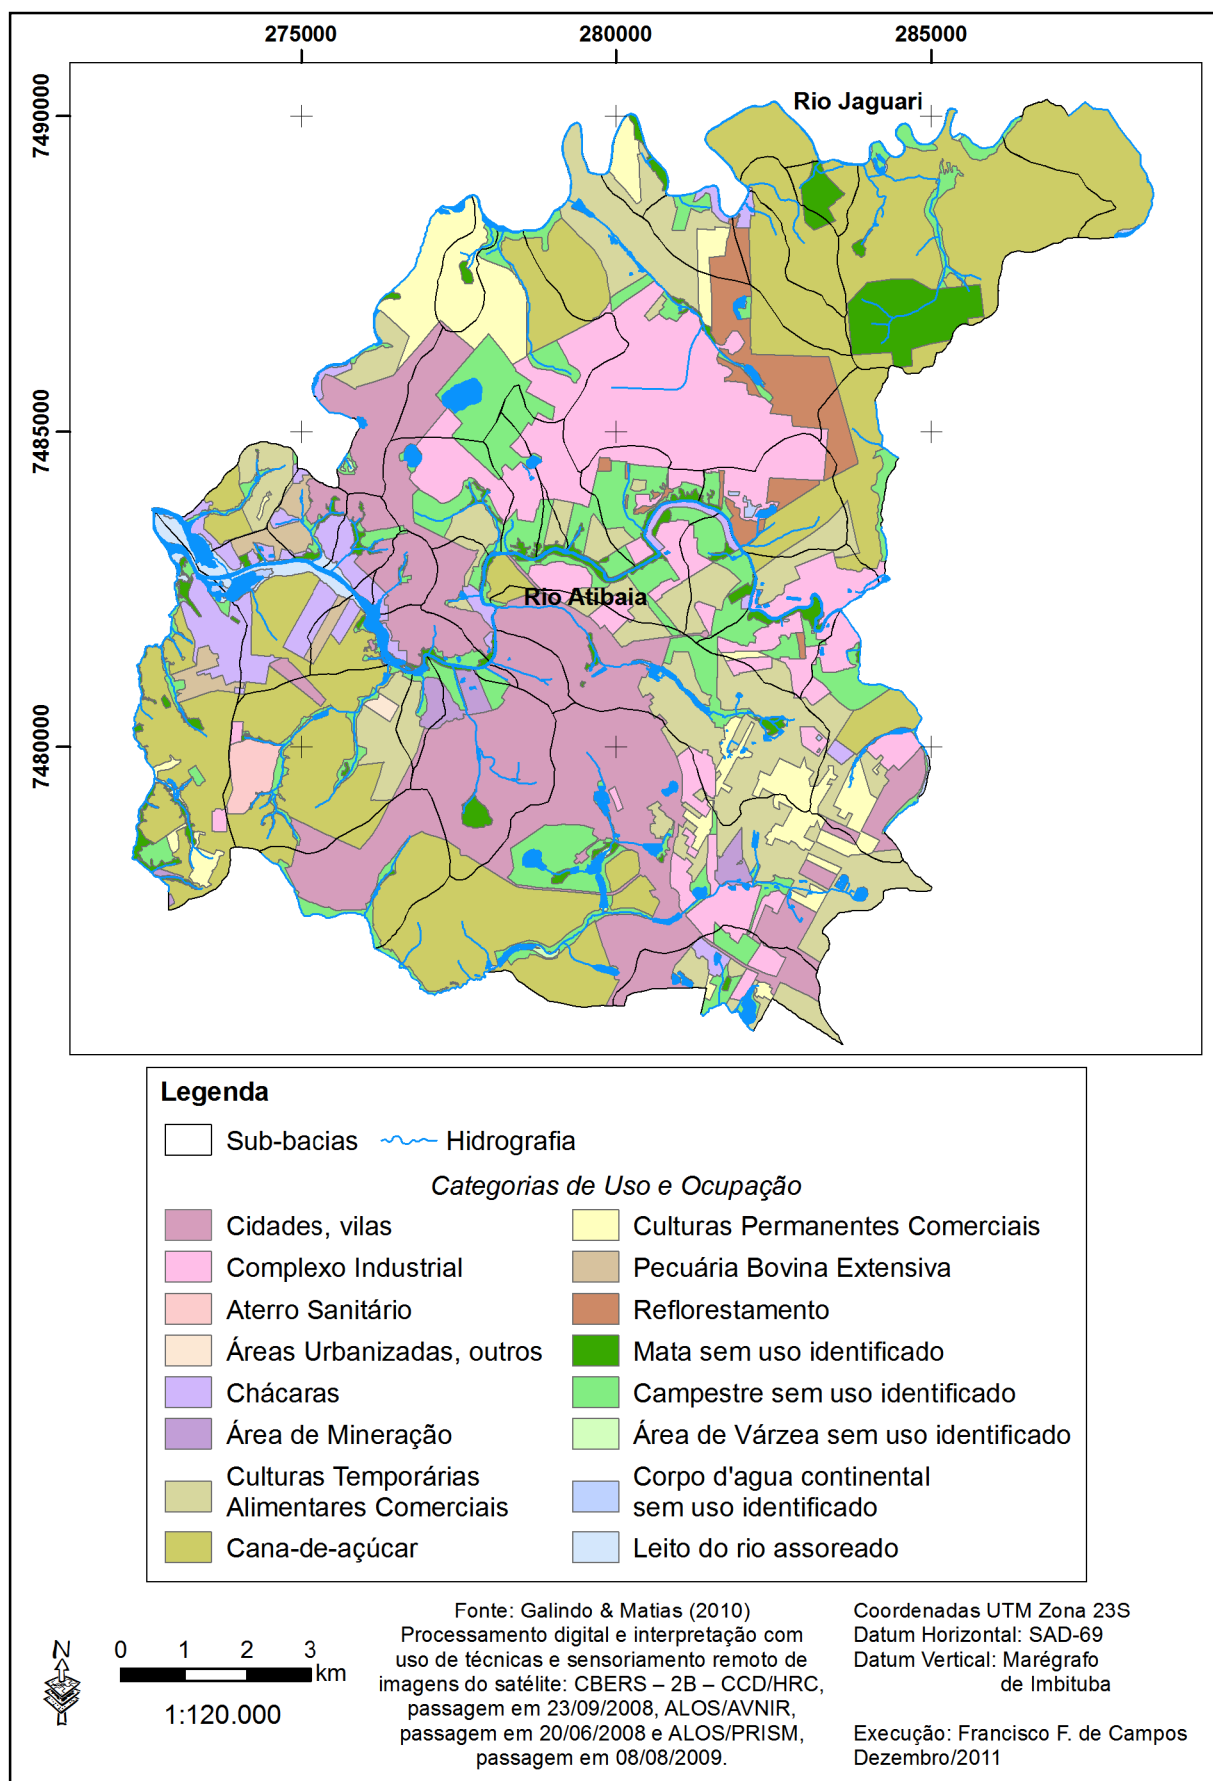 275000 280000 285000
7490000
7485000
7480000
Rio Jaguari
Rio Atibaia
Legenda
Sub-bacias Hidrografia
Categorias de Uso e Ocupação
Cidades, vilas
Complexo Industrial
Aterro Sanitário
Áreas Urbanizadas, outros
Chácaras
Área de Mineração
Culturas Temporárias
Alimentares Comerciais
Cana-de-açúcar
Culturas Permanentes Comerciais
Pecuária Bovina Extensiva
Reflorestamento
Mata sem uso identificado
Campestre sem uso identificado
Área de Várzea sem uso identificado
Corpo d'agua continental
sem uso identificado
Leito do rio assoreado
N
0 1 2 3
km
1:120.000
Fonte: Galindo & Matias (2010)
Processamento digital e interpretação com
uso de técnicas e sensoriamento remoto de
imagens do satélite: CBERS – 2B – CCD/HRC,
passagem em 23/09/2008, ALOS/AVNIR,
passagem em 20/06/2008 e ALOS/PRISM,
passagem em 08/08/2009.
Coordenadas UTM Zona 23S
Datum Horizontal: SAD-69
Datum Vertical: Marégrafo
de Imbituba
Execução: Francisco F. de Campos
Dezembro/2011